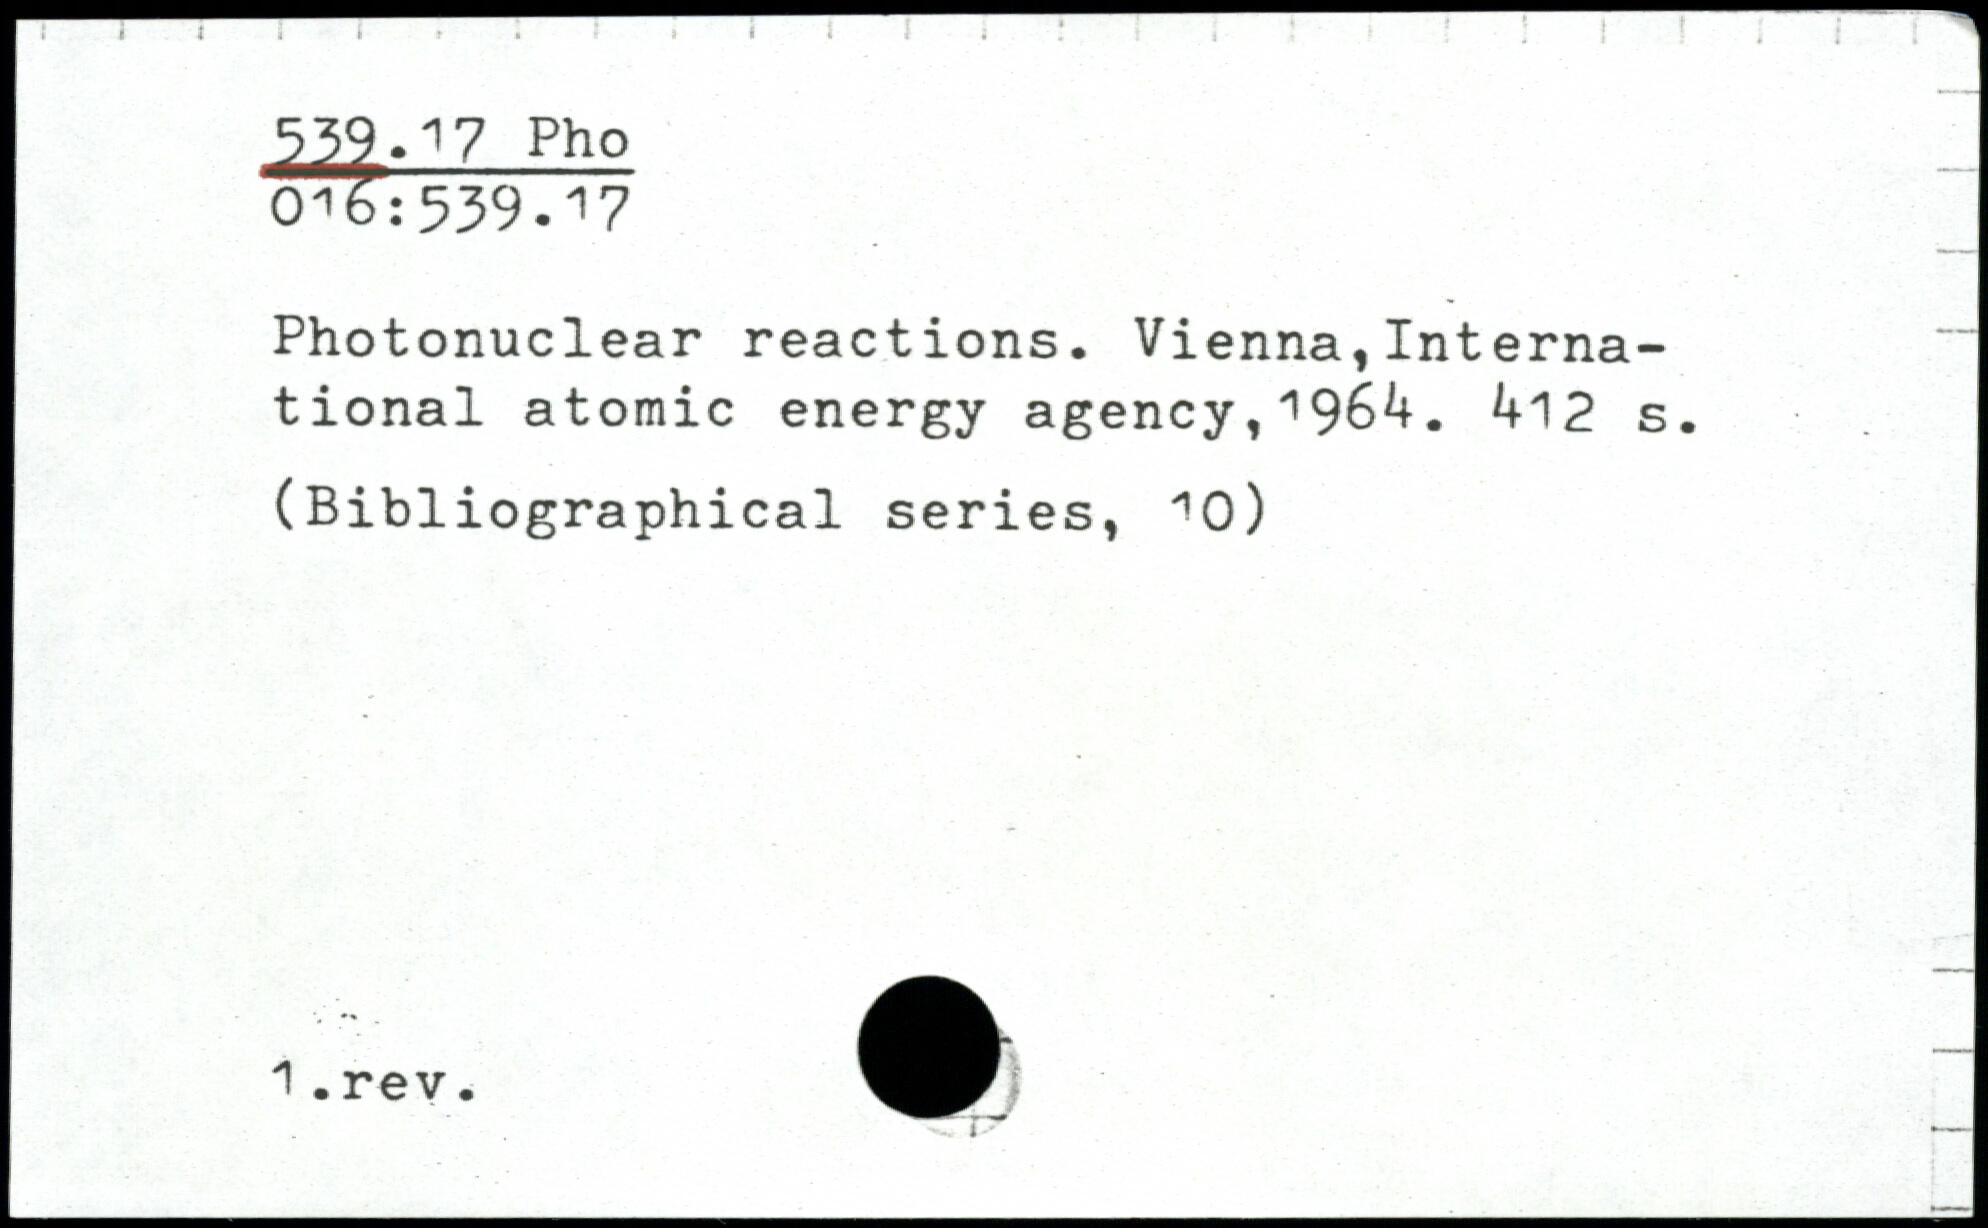 539.17 Pho
016:539.17
Photonuclear reactions. Vienna,Interna-
tional atomic energy agency,1964. 412 s.
(Bibliographical series, 10)
1.rev.